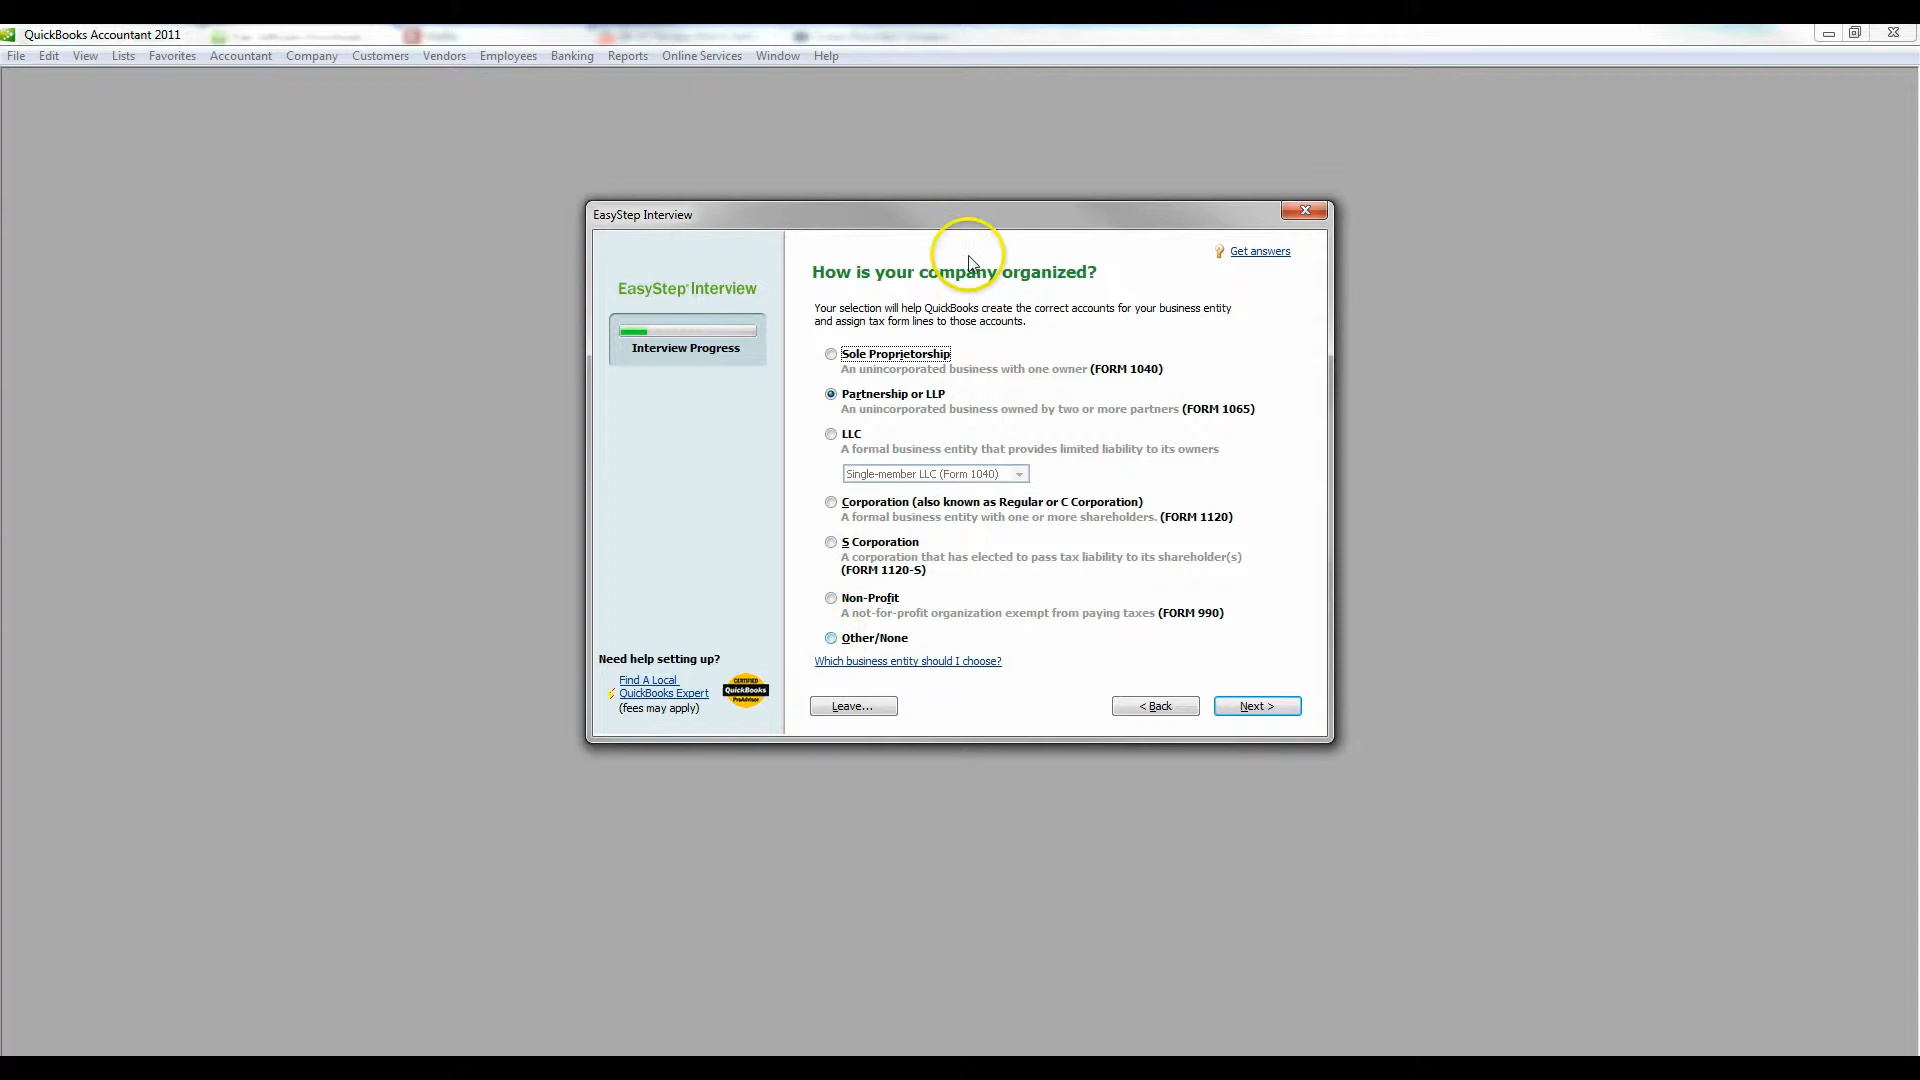 QuickBooks Accountant 2011
File Edit View Lists Favorites Accountant Company Customers Vendors Employees Banking Reports Online Services Window Help
EasyStep Interview
Get answers
EasyStep Interview
Interview Progress
How is your company organized?
Your selection will help QuickBooks create the correct accounts for your business entity
and assign tax form lines to those accounts.
Sole Proprietorship
An unincorporated business with one owner (FORM 1040)
Partnership or LLP
An unincorporated business owned by two or more partners (FORM 1065)
LLC
A formal business entity that provides limited liability to its owners
Single-member LLC (Form 1040)
Corporation (also known as Regular or C Corporation)
A formal business entity with one or more shareholders. (FORM 1120)
S Corporation
A corporation that has elected to pass tax liability to its shareholder(s)
(FORM 1120-S)
Non-Profit
A not-for-profit organization exempt from paying taxes (FORM 990)
Other/None
Which business entity should I choose?
Need help setting up?
Find A Local
QuickBooks Expert
(fees may apply)
CERTIFIED
QuickBooks
ProAdvisor
Leave...
< Back
Next >